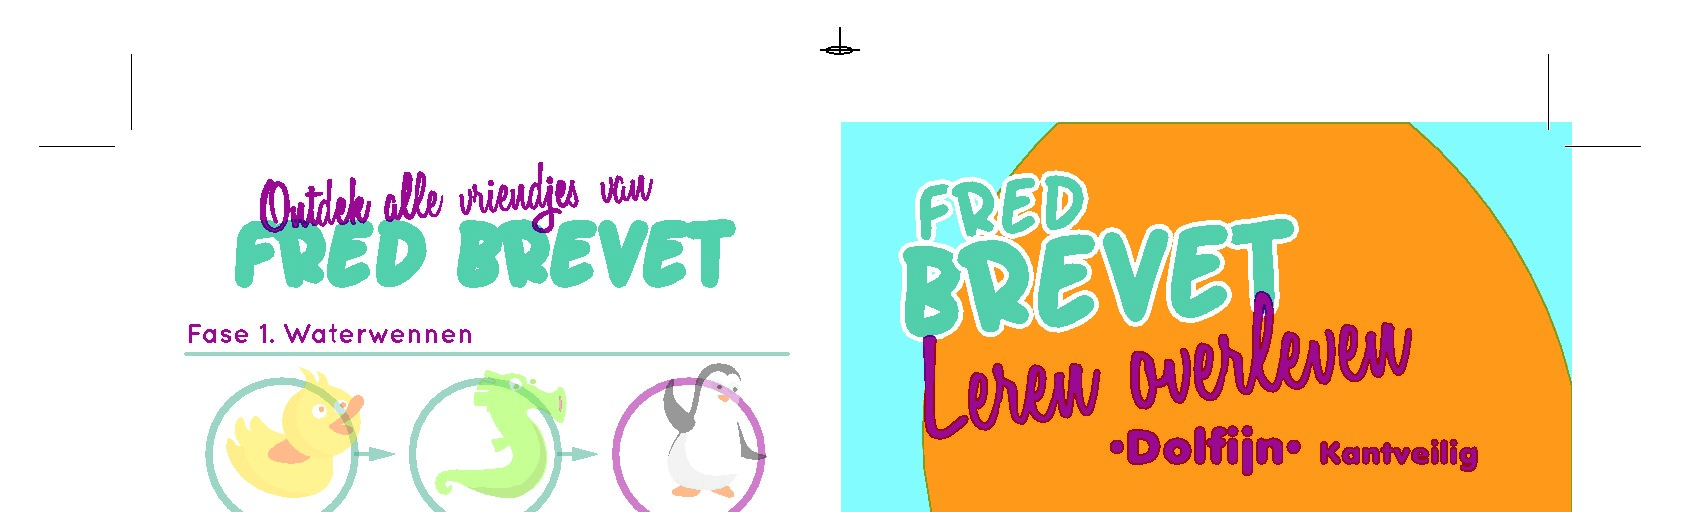 Ontdek alle vriendjes van
FRED BREVET
Fase 1. Waterwennen
FRED
BREVET
Leren overleven
•Dolfijn• Kantveilig